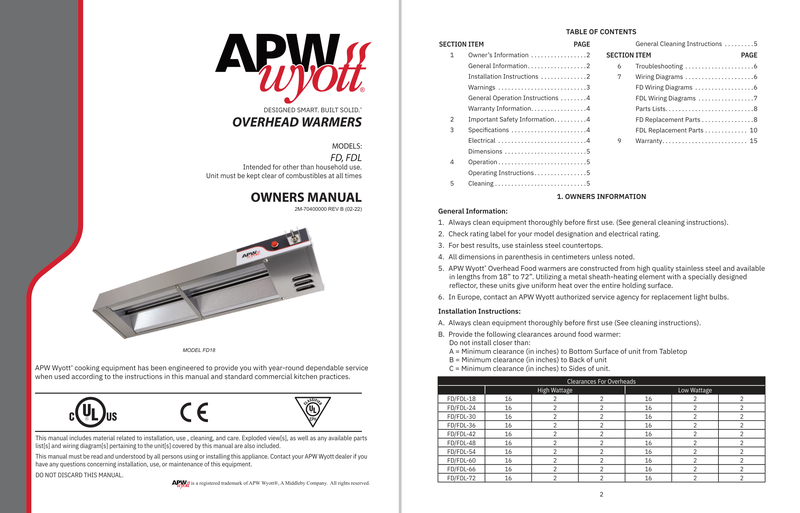 APW
wyott®
DESIGNED SMART. BUILT SOLID.™
OVERHEAD WARMERS
MODELS:
FD, FDL
Intended for other than household use.
Unit must be kept clear of combustibles at all times
OWNERS MANUAL
2M-70400000 REV B (02-22)
APW
MODEL FD18
APW Wyott® cooking equipment has been engineered to provide you with year-round dependable service
when used according to the instructions in this manual and standard commercial kitchen practices.
C UL US
CE
CLASSIFIED
UL
EPH
This manual includes material related to installation, use , cleaning, and care. Exploded view[s], as well as any available parts
list[s] and wiring diagram[s] pertaining to the unit[s] covered by this manual are also included.
This manual must be read and understood by all persons using or installing this appliance. Contact your APW Wyott dealer if you
have any questions concerning installation, use, or maintenance of this equipment.
DO NOT DISCARD THIS MANUAL.
APW wyott is a registered trademark of APW Wyott®, A Middleby Company. All rights reserved.
TABLE OF CONTENTS
SECTION ITEM PAGE
1 Owner's Information . . . . . . . . . . . . . . . . .2
General Information. . . . . . . . . . . . . . . . . .2
Installation Instructions . . . . . . . . . . . . . .2
Warnings . . . . . . . . . . . . . . . . . . . . . . . . . . .3
General Operation Instructions . . . . . . . .4
Warranty Information. . . . . . . . . . . . . . . . .4
2 Important Safety Information. . . . . . . . . .4
3 Specifications . . . . . . . . . . . . . . . . . . . . . . .4
Electrical . . . . . . . . . . . . . . . . . . . . . . . . . . .4
Dimensions . . . . . . . . . . . . . . . . . . . . . . . . .5
4 Operation . . . . . . . . . . . . . . . . . . . . . . . . . . .5
Operating Instructions. . . . . . . . . . . . . . . .5
5 Cleaning . . . . . . . . . . . . . . . . . . . . . . . . . . . .5
General Cleaning Instructions . . . . . . . . .5
SECTION ITEM PAGE
6 Troubleshooting . . . . . . . . . . . . . . . . . . . . .6
7 Wiring Diagrams . . . . . . . . . . . . . . . . . . . . .6
FD Wiring Diagrams . . . . . . . . . . . . . . . . . .6
FDL Wiring Diagrams . . . . . . . . . . . . . . . . .7
Parts Lists. . . . . . . . . . . . . . . . . . . . . . . . . . .8
FD Replacement Parts . . . . . . . . . . . . . . . .8
FDL Replacement Parts . . . . . . . . . . . . . 10
9 Warranty. . . . . . . . . . . . . . . . . . . . . . . . . . 15
1. OWNERS INFORMATION
General Information:
1. Always clean equipment thoroughly before first use. (See general cleaning instructions).
2. Check rating label for your model designation and electrical rating.
3. For best results, use stainless steel countertops.
4. All dimensions in parenthesis in centimeters unless noted.
5. APW Wyott® Overhead Food warmers are constructed from high quality stainless steel and available
in lengths from 18” to 72”. Utilizing a metal sheath-heating element with a specially designed
reflector, these units give uniform heat over the entire holding surface.
6. In Europe, contact an APW Wyott authorized service agency for replacement light bulbs.
Installation Instructions:
A. Always clean equipment thoroughly before first use (See cleaning instructions).
B. Provide the following clearances around food warmer:
Do not install closer than:
A = Minimum clearance (in inches) to Bottom Surface of unit from Tabletop
B = Minimum clearance (in inches) to Back of unit
C = Minimum clearance (in inches) to Sides of unit.
Clearances For Overheads
High Wattage Low Wattage
FD/FDL-18 16 2 2 16 2 2
FD/FDL-24 16 2 2 16 2 2
FD/FDL-30 16 2 2 16 2 2
FD/FDL-36 16 2 2 16 2 2
FD/FDL-42 16 2 2 16 2 2
FD/FDL-48 16 2 2 16 2 2
FD/FDL-54 16 2 2 16 2 2
FD/FDL-60 16 2 2 16 2 2
FD/FDL-66 16 2 2 16 2 2
FD/FDL-72 16 2 2 16 2 2
2